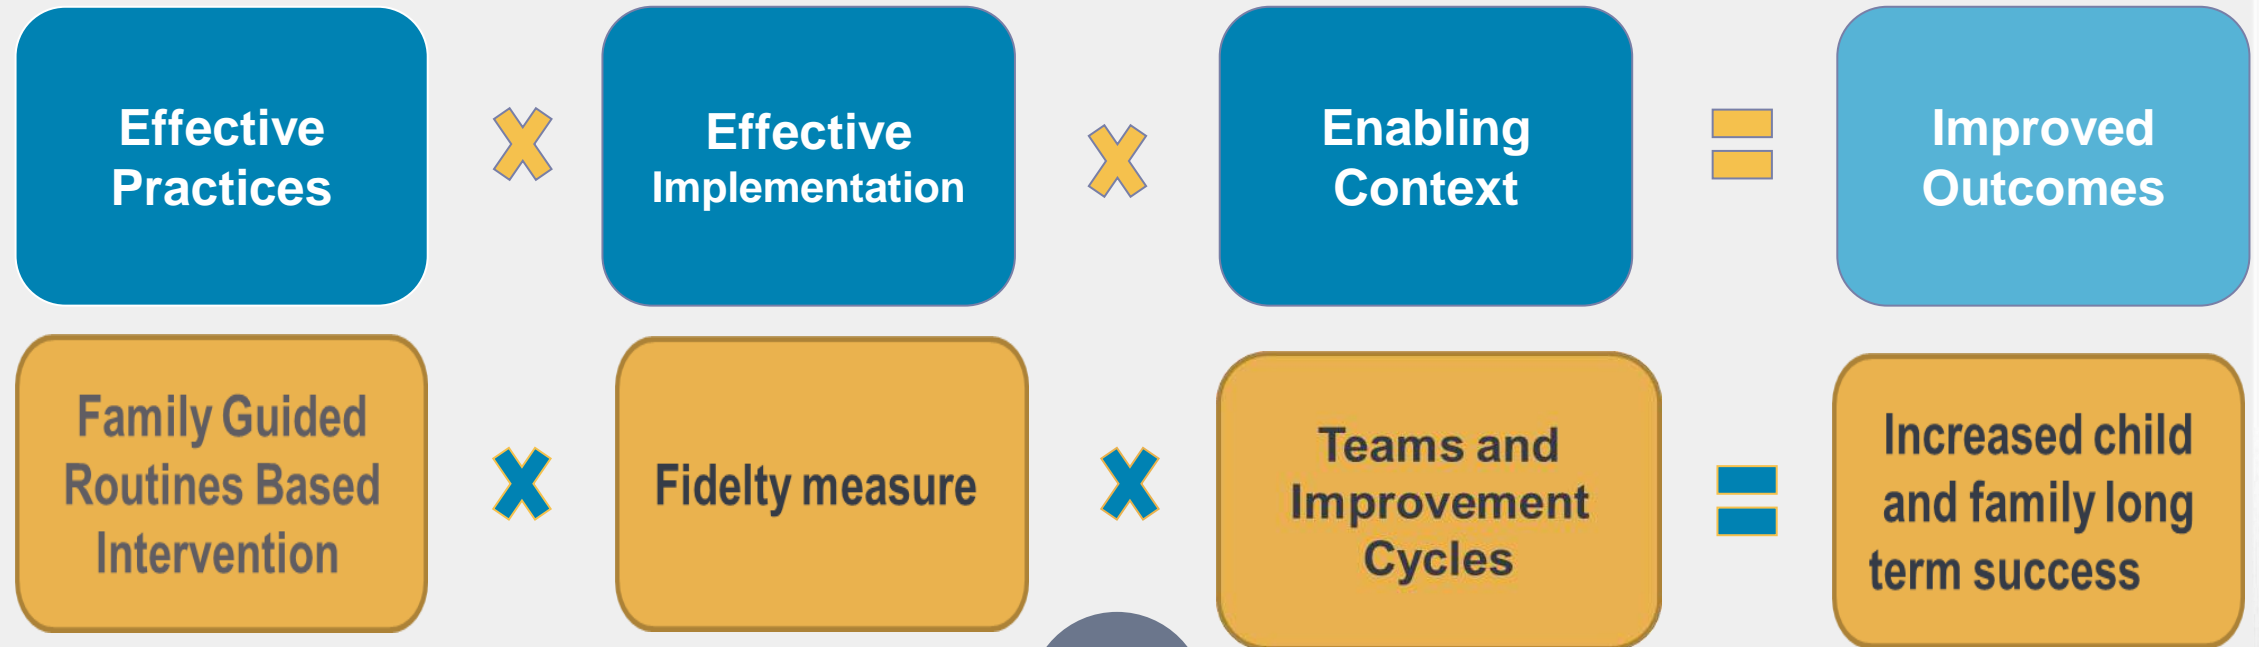 Effective
Practices
Effective
Implementation
Enabling
Context
Improved
Outcomes
Family Guided
Routines Based
Intervention
Fidelty measure
Teams and
Improvement
Cycles
Increased child
and family long
term success